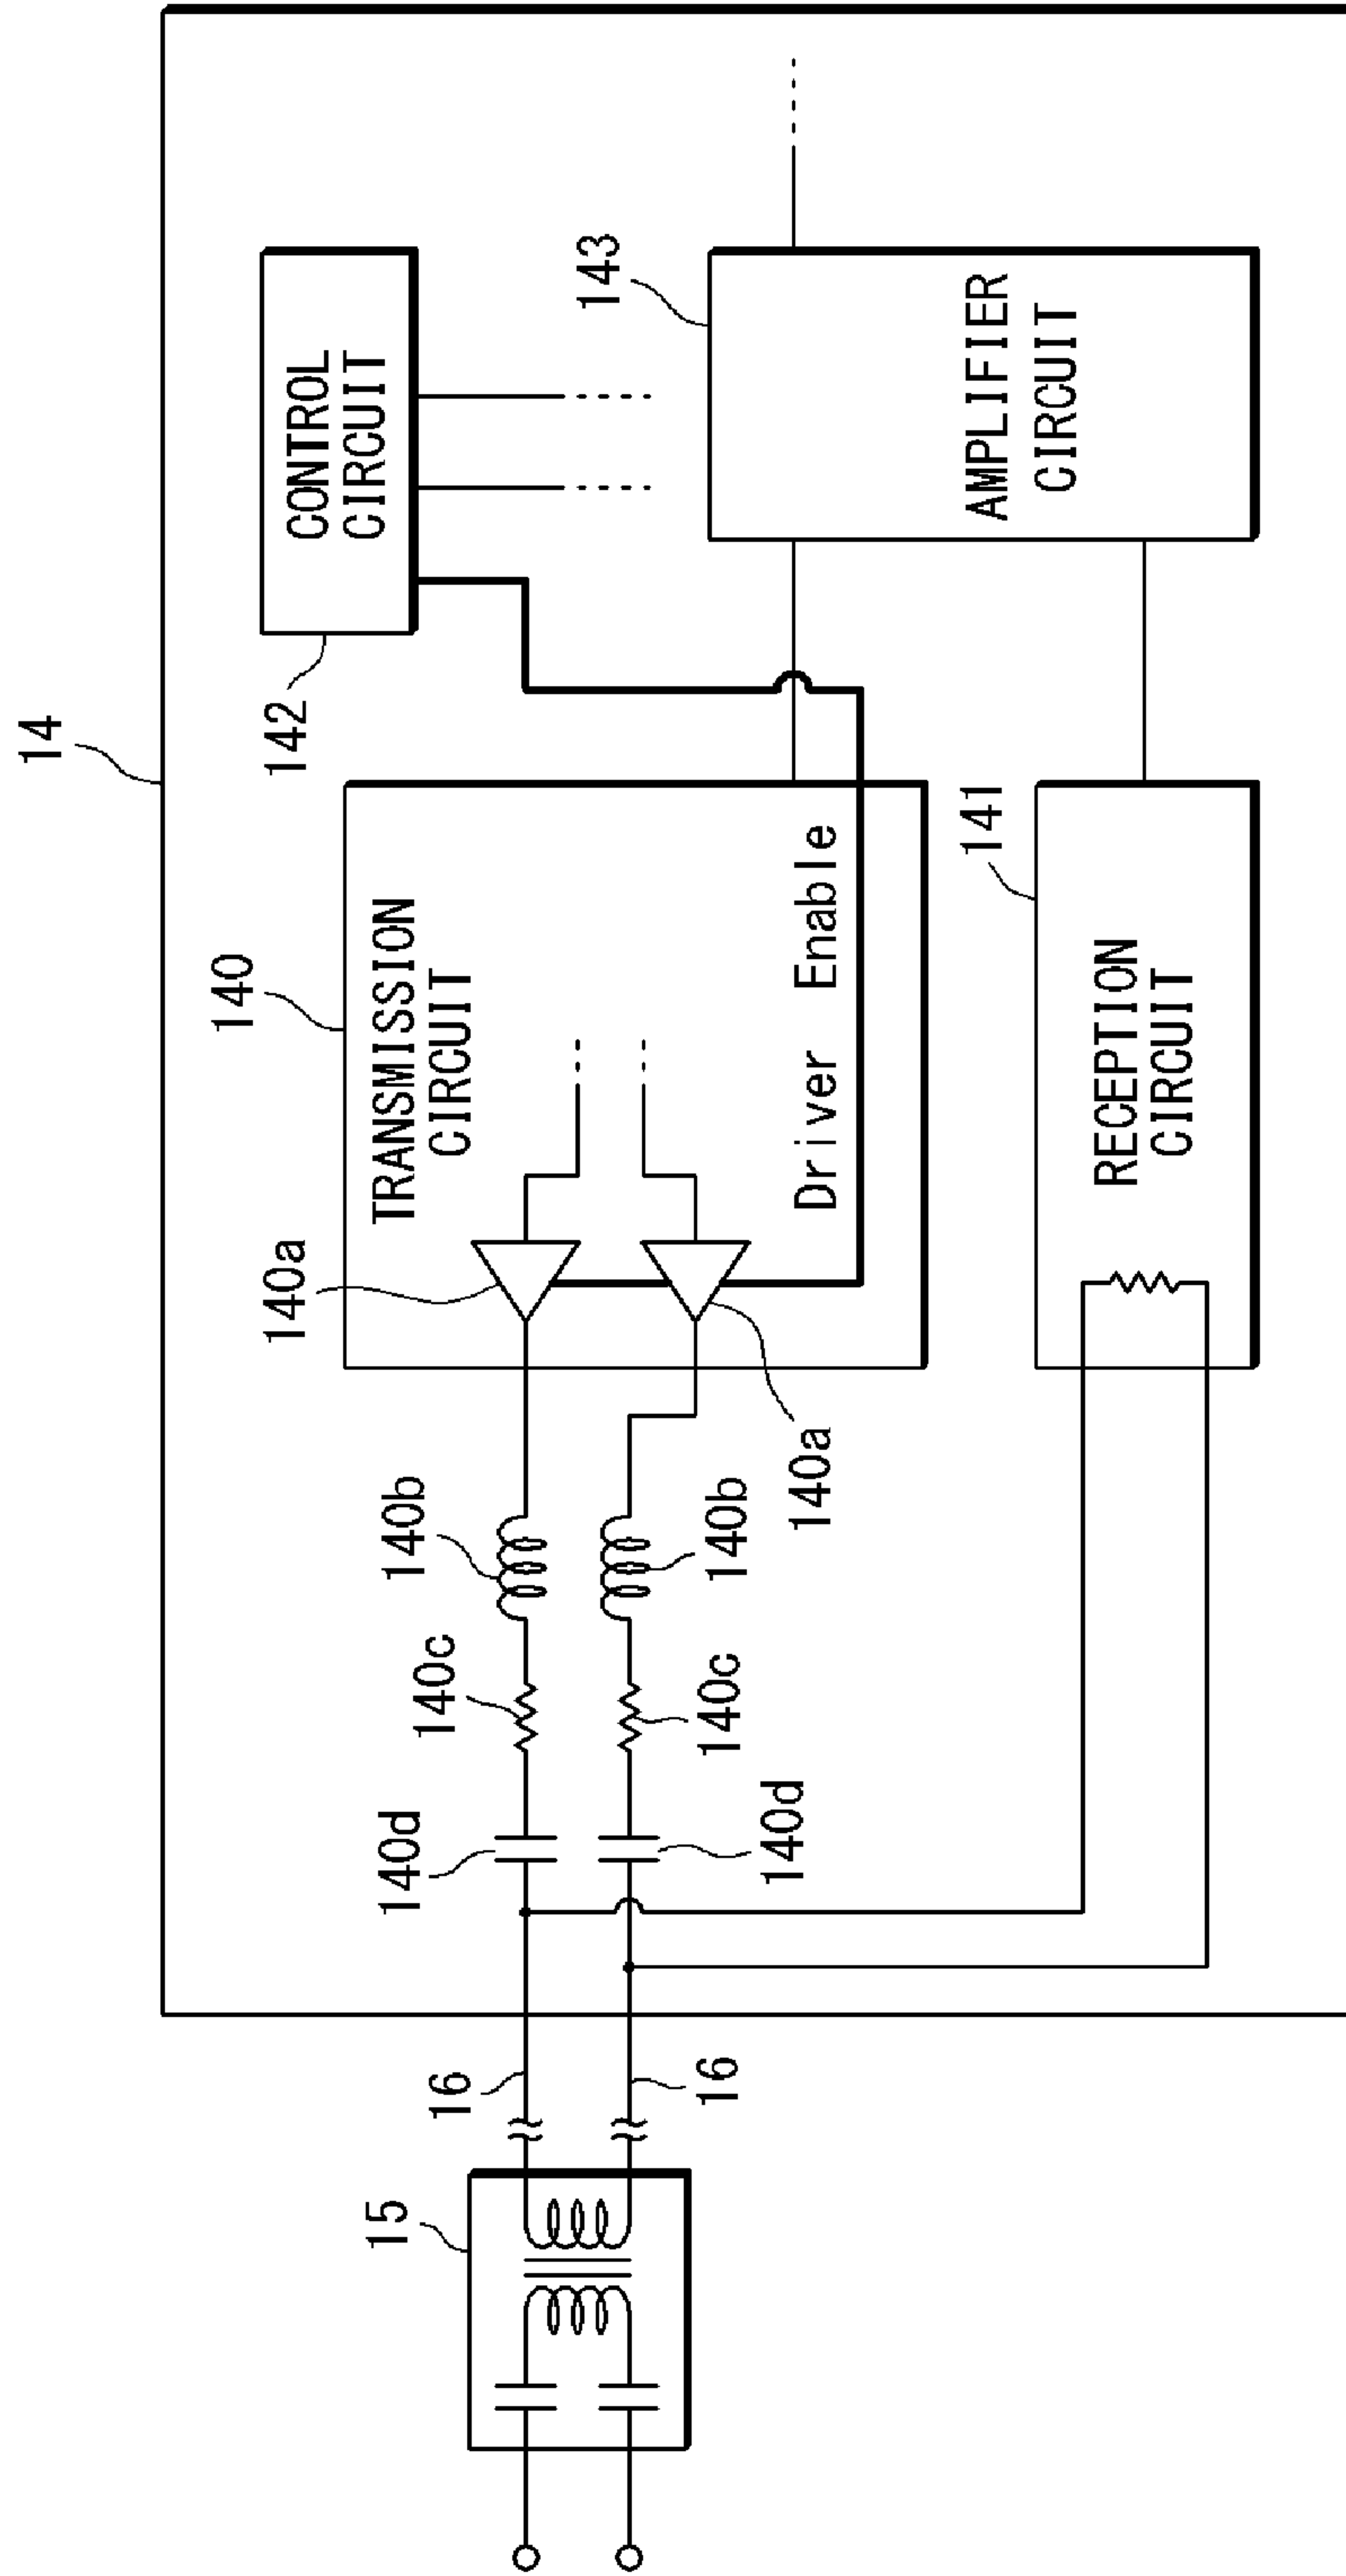 14
142
CONTROL
CIRCUIT
143
AMPLIFIER
CIRCUIT
140
TRANSMISSION
CIRCUIT
Driver Enable
140a
140a
141
RECEPTION
CIRCUIT
140b
140b
140c
140c
140d
140d
16
16
15